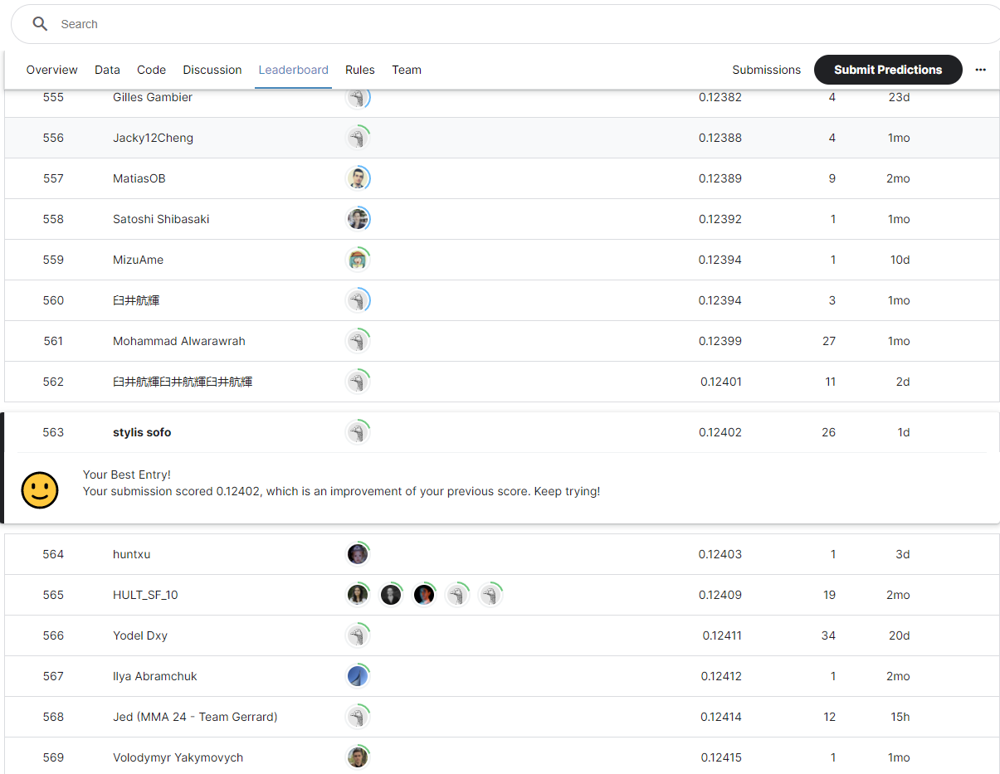 Search
Overview Data Code Discussion Leaderboard Rules Team Submissions Submit Predictions ...
555 Gilles Gambier 0.12382 4 23d
556 Jacky12Cheng 0.12388 4 1mo
557 MatiasOB 0.12389 9 2mo
558 Satoshi Shibasaki 0.12392 1 1mo
559 MizuAme 0.12394 1 10d
560 臼井航輝 0.12394 3 1mo
561 Mohammad Alwarawrah 0.12399 27 1mo
562 臼井航輝臼井航輝臼井航輝 0.12401 11 2d
563 stylis sofo 0.12402 26 1d
Your Best Entry!
Your submission scored 0.12402, which is an improvement of your previous score. Keep trying!
564 huntxu 0.12403 1 3d
565 HULT_SF_10 0.12409 19 2mo
566 Yodel Dxy 0.12411 34 20d
567 Ilya Abramchuk 0.12412 1 2mo
568 Jed (MMA 24 - Team Gerrard) 0.12414 12 15h
569 Volodymyr Yakymovych 0.12415 1 1mo